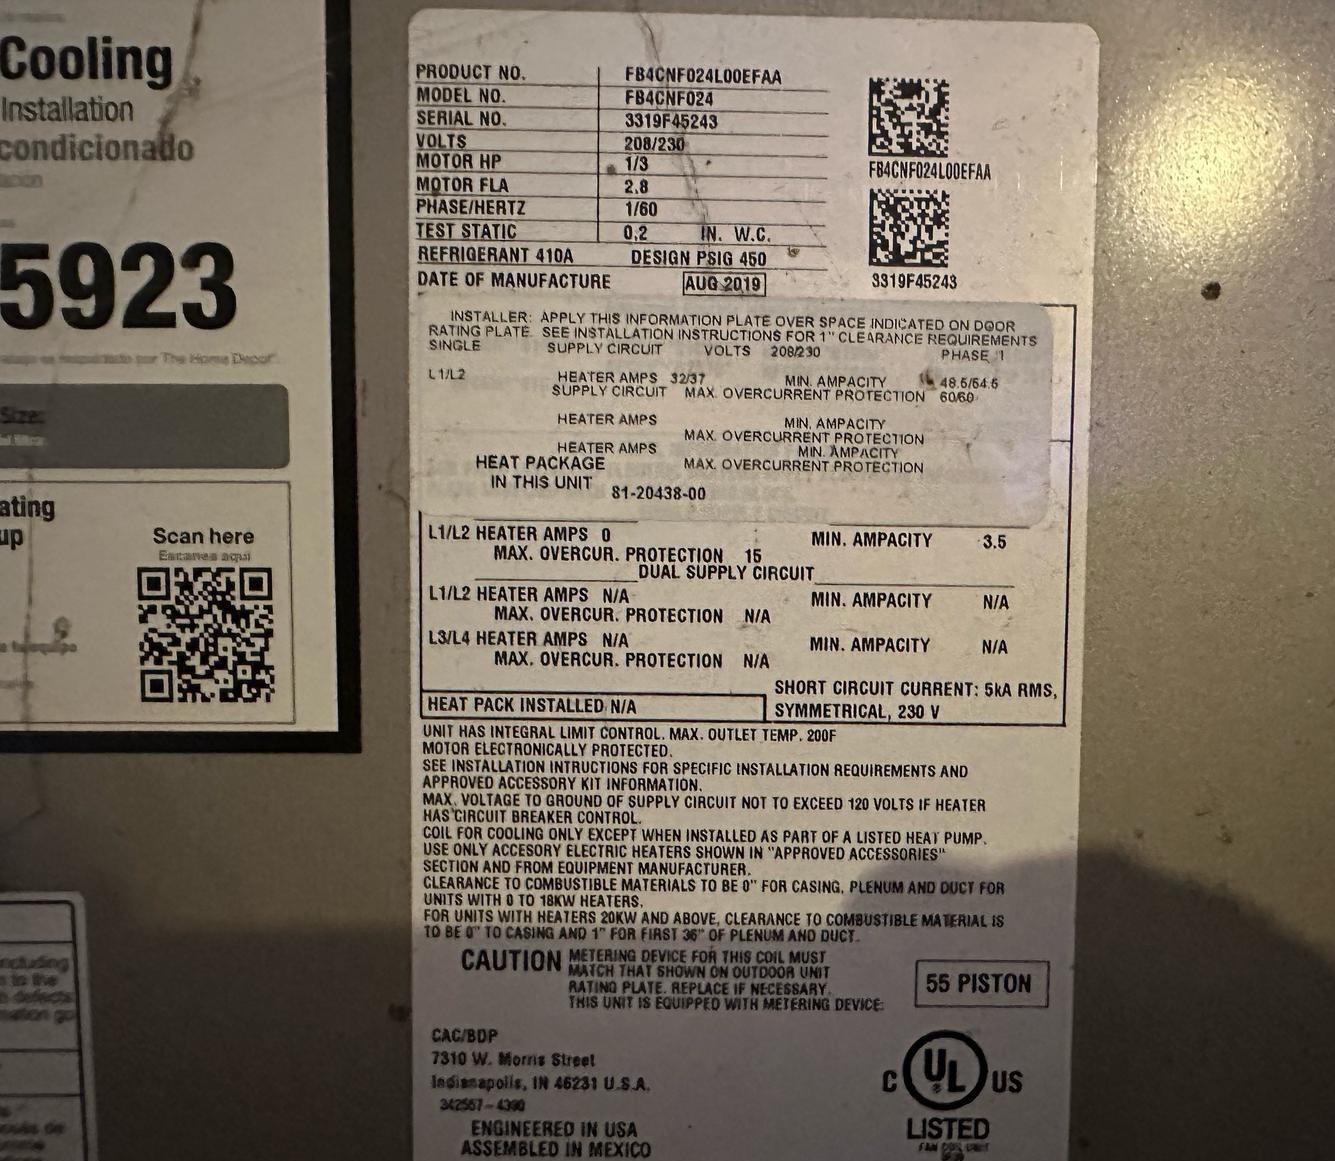 Cooling
Installation
condicionado
5923
por The Home Depot
Size:
ating
up
Scan here
Escanea aquí
PRODUCT NO. FB4CNF024L00EFAA
MODEL NO. FB4CNF024
SERIAL NO. 3319F45243
VOLTS 208/230
MOTOR HP 1/3
MOTOR FLA 2.8
PHASE/HERTZ 1/60
TEST STATIC 0.2 IN. W.C.
REFRIGERANT 410A DESIGN PSIG 450
DATE OF MANUFACTURE AUG 2019
FB4CNF024L00EFAA
3319F45243
INSTALLER: APPLY THIS INFORMATION PLATE OVER SPACE INDICATED ON DOOR
RATING PLATE. SEE INSTALLATION INSTRUCTIONS FOR 1" CLEARANCE REQUIREMENTS
SINGLE SUPPLY CIRCUIT VOLTS 208/230 PHASE 1
L1/L2 HEATER AMPS 32/37 MIN. AMPACITY 48.5/54.5
SUPPLY CIRCUIT MAX. OVERCURRENT PROTECTION 60/60
HEATER AMPS MIN. AMPACITY
MAX. OVERCURRENT PROTECTION
HEATER AMPS MIN. AMPACITY
HEAT PACKAGE MAX. OVERCURRENT PROTECTION
IN THIS UNIT 81-20438-00
L1/L2 HEATER AMPS 0 MIN. AMPACITY 3.5
MAX. OVERCUR. PROTECTION 15
DUAL SUPPLY CIRCUIT
L1/L2 HEATER AMPS N/A MIN. AMPACITY N/A
MAX. OVERCUR. PROTECTION N/A
L3/L4 HEATER AMPS N/A MIN. AMPACITY N/A
MAX. OVERCUR. PROTECTION N/A
HEAT PACK INSTALLED N/A
SHORT CIRCUIT CURRENT: 5kA RMS,
SYMMETRICAL, 230 V
UNIT HAS INTEGRAL LIMIT CONTROL. MAX. OUTLET TEMP. 200F
MOTOR ELECTRONICALLY PROTECTED.
SEE INSTALLATION INTRUCTIONS FOR SPECIFIC INSTALLATION REQUIREMENTS AND
APPROVED ACCESSORY KIT INFORMATION.
MAX. VOLTAGE TO GROUND OF SUPPLY CIRCUIT NOT TO EXCEED 120 VOLTS IF HEATER
HAS CIRCUIT BREAKER CONTROL.
COIL FOR COOLING ONLY EXCEPT WHEN INSTALLED AS PART OF A LISTED HEAT PUMP.
USE ONLY ACCESORY ELECTRIC HEATERS SHOWN IN "APPROVED ACCESSORIES"
SECTION AND FROM EQUIPMENT MANUFACTURER.
CLEARANCE TO COMBUSTIBLE MATERIALS TO BE 0" FOR CASING, PLENUM AND DUCT FOR
UNITS WITH 0 TO 18KW HEATERS.
FOR UNITS WITH HEATERS 20KW AND ABOVE, CLEARANCE TO COMBUSTIBLE MATERIAL IS
TO BE 0" TO CASING AND 1" FOR FIRST 36" OF PLENUM AND DUCT.
CAUTION METERING DEVICE FOR THIS COIL MUST
MATCH THAT SHOWN ON OUTDOOR UNIT
RATING PLATE. REPLACE IF NECESSARY.
THIS UNIT IS EQUIPPED WITH METERING DEVICE:
55 PISTON
CAC/BDP
7310 W. Morris Street
Indianapolis, IN 46231 U.S.A.
ENGINEERED IN USA
ASSEMBLED IN MEXICO
C UL US
LISTED
FAN COIL UNIT
including